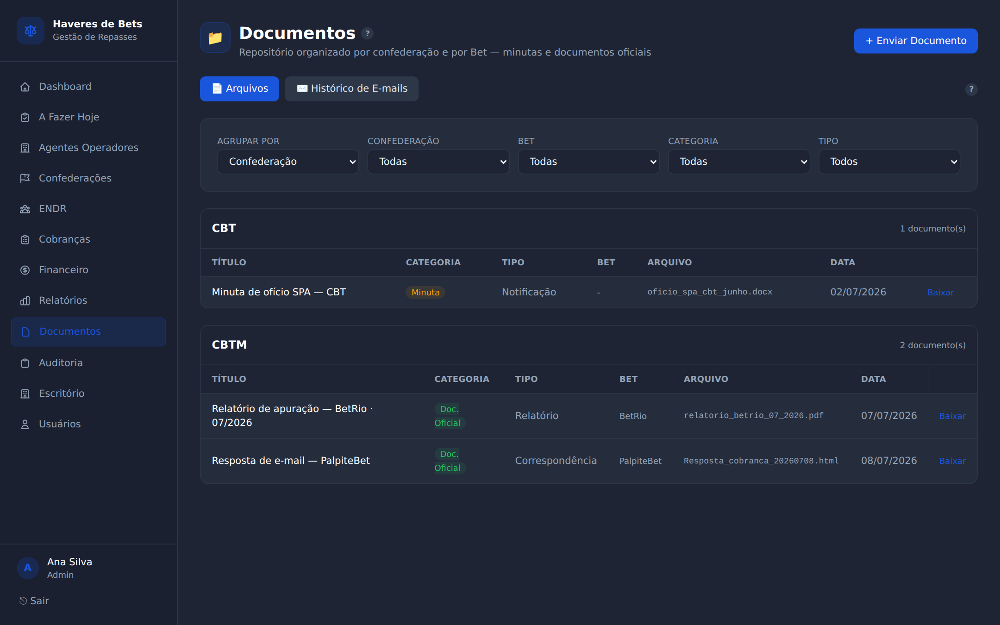 Haveres de Bets
Gestão de Repasses
Dashboard
A Fazer Hoje
Agentes Operadores
Confederações
ENDR
Cobranças
Financeiro
Relatórios
Documentos
Auditoria
Escritório
Usuários
A
Ana Silva
Admin
Sair
Documentos ?
Repositório organizado por confederação e por Bet — minutas e documentos oficiais
+ Enviar Documento
Arquivos
Histórico de E-mails
?
AGRUPAR POR CONFEDERAÇÃO BET CATEGORIA TIPO
Confederação Todas Todas Todas Todos
CBT 1 documento(s)
TÍTULO CATEGORIA TIPO BET ARQUIVO DATA
Minuta de ofício SPA — CBT Minuta Notificação - oficio_spa_cbt_junho.docx 02/07/2026 Baixar
CBTM 2 documento(s)
TÍTULO CATEGORIA TIPO BET ARQUIVO DATA
Relatório de apuração — BetRio ·
07/2026
Doc.
Oficial
Relatório BetRio relatorio_betrio_07_2026.pdf 07/07/2026 Baixar
Resposta de e-mail — PalpiteBet
Doc.
Oficial
Correspondência PalpiteBet Resposta_cobranca_20260708.html 08/07/2026 Baixar